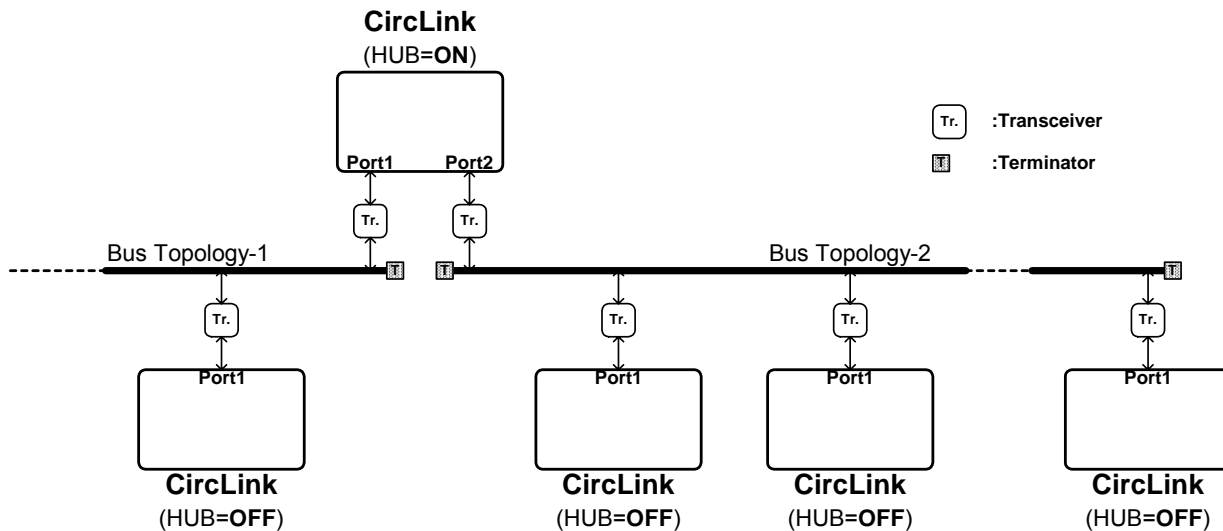 CircLink
(HUB=ON)
Port1 Port2
Tr. :Transceiver
T :Terminator
Tr. Tr.
Bus Topology-1 T T Bus Topology-2 T
Tr. Tr. Tr. Tr.
Port1 Port1 Port1 Port1
CircLink CircLink CircLink CircLink
(HUB=OFF) (HUB=OFF) (HUB=OFF) (HUB=OFF)